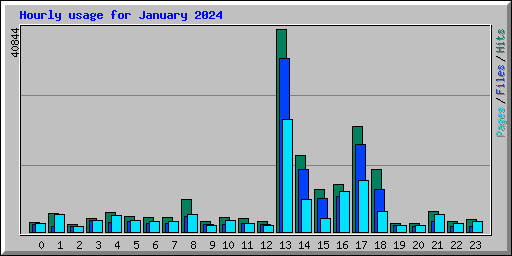 Hourly usage for January 2024
40844
Pages / Files / Hits
0 1 2 3 4 5 6 7 8 9 10 11 12 13 14 15 16 17 18 19 20 21 22 23